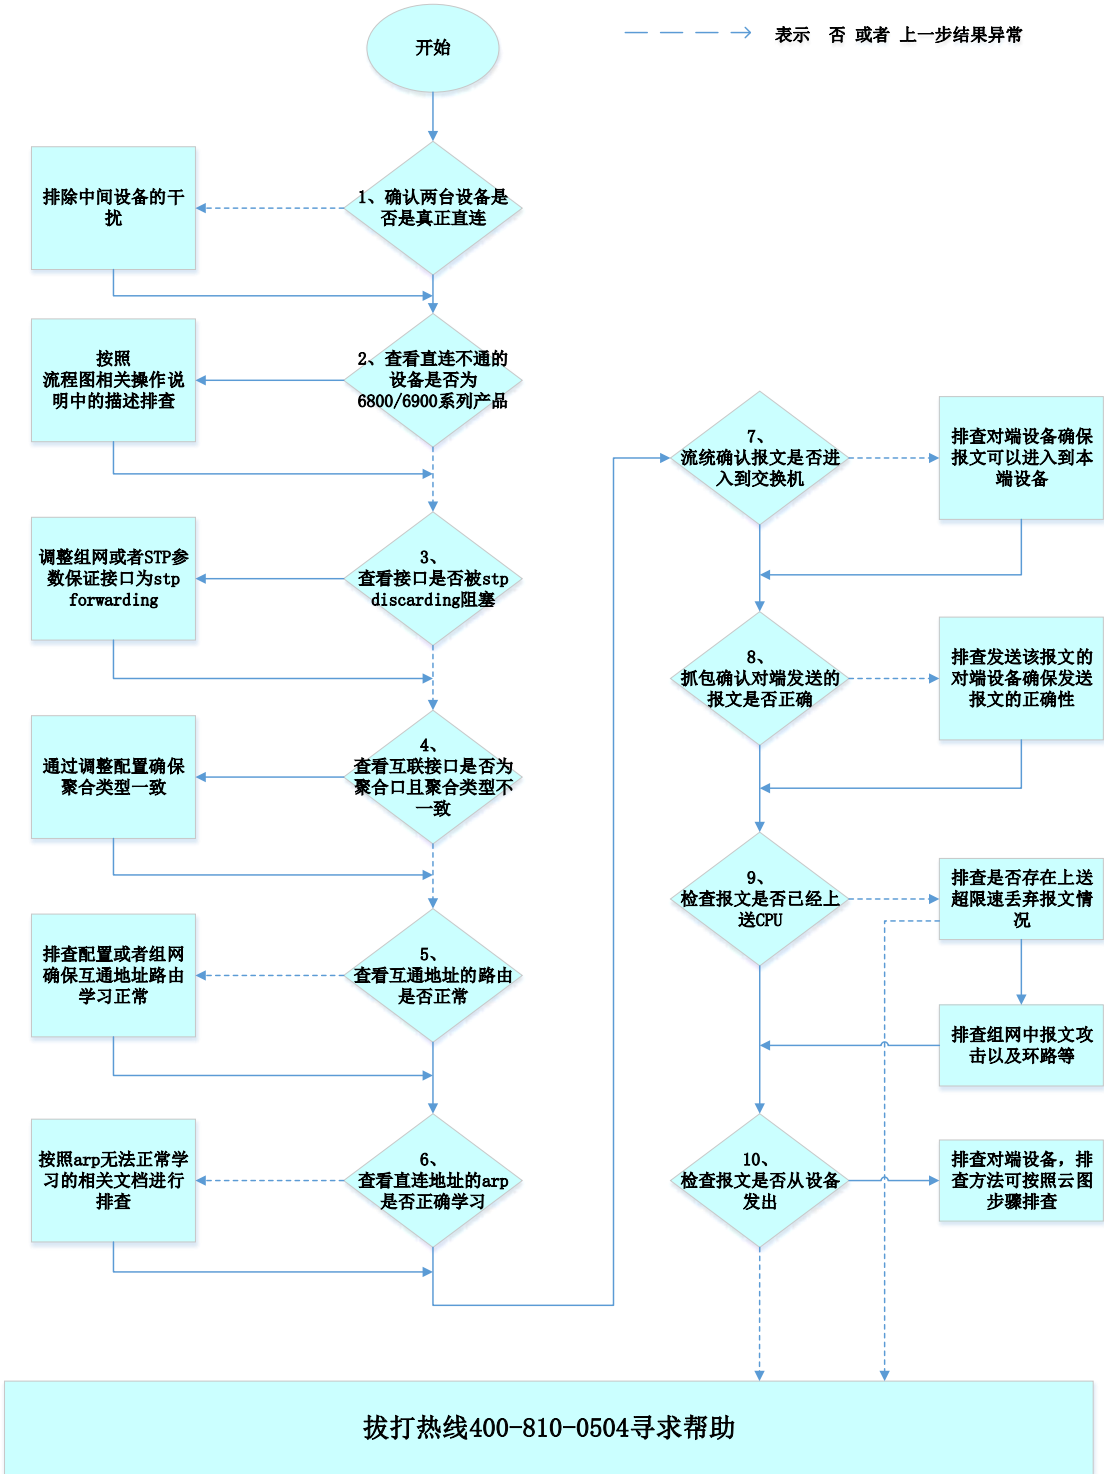 开始
表示 否 或者 上一步结果异常
1、确认两台设备是
否是真正直连
排除中间设备的干
扰
2、查看直连不通的
设备是否为
6800/6900系列产品
按照
流程图相关操作说
明中的描述排查
3、
查看接口是否被stp
discarding阻塞
调整组网或者STP参
数保证接口为stp
forwarding
4、
查看互联接口是否为
聚合口且聚合类型不
一致
通过调整配置确保
聚合类型一致
5、
查看互通地址的路由
是否正常
排查配置或者组网
确保互通地址路由
学习正常
6、
查看直连地址的arp
是否正确学习
按照arp无法正常学
习的相关文档进行
排查
7、
流统确认报文是否进
入到交换机
排查对端设备确保
报文可以进入到本
端设备
8、
抓包确认对端发送的
报文是否正确
排查发送该报文的
对端设备确保发送
报文的正确性
9、
检查报文是否已经上
送CPU
排查是否存在上送
超限速丢弃报文情
况
排查组网中报文攻
击以及环路等
10、
检查报文是否从设备
发出
排查对端设备，排
查方法可按照云图
步骤排查
拔打热线400-810-0504寻求帮助